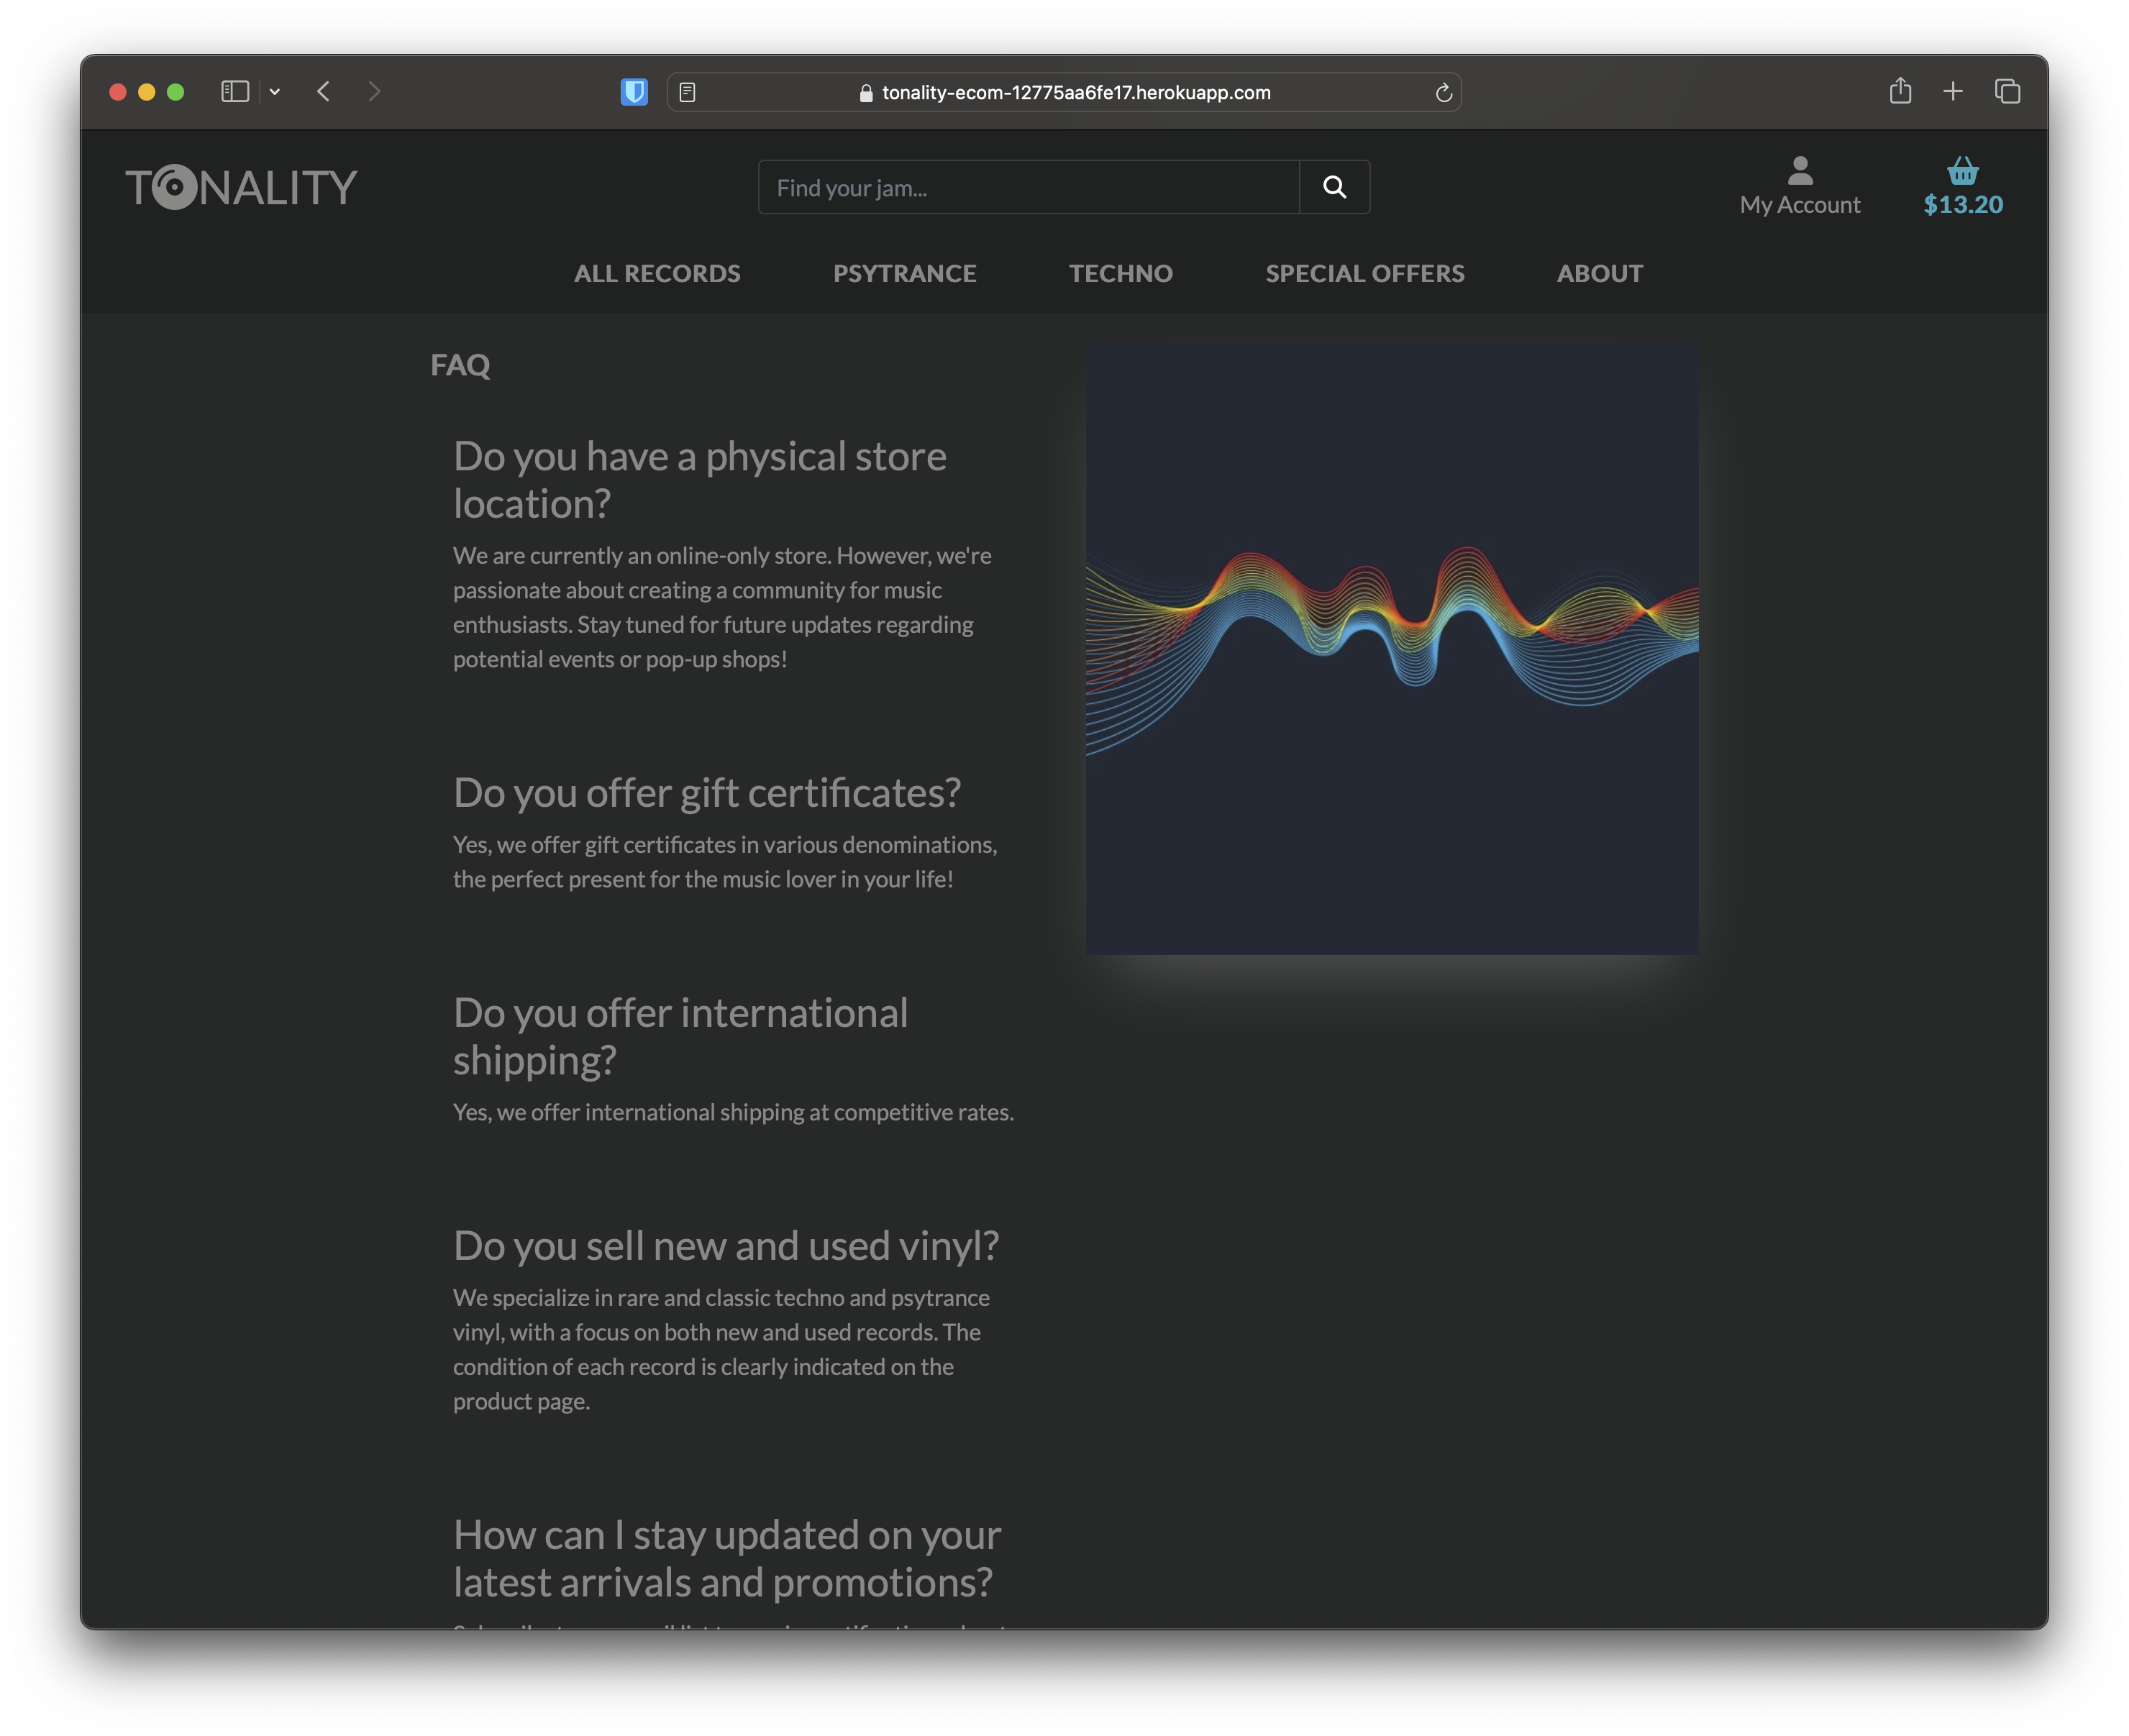 tonality-ecom-12775aa6fe17.herokuapp.com
TONALITY
Find your jam...
My Account
$13.20
ALL RECORDS
PSYTRANCE
TECHNO
SPECIAL OFFERS
ABOUT
FAQ
Do you have a physical store
location?
We are currently an online-only store. However, we're
passionate about creating a community for music
enthusiasts. Stay tuned for future updates regarding
potential events or pop-up shops!
Do you offer gift certificates?
Yes, we offer gift certificates in various denominations,
the perfect present for the music lover in your life!
Do you offer international
shipping?
Yes, we offer international shipping at competitive rates.
Do you sell new and used vinyl?
We specialize in rare and classic techno and psytrance
vinyl, with a focus on both new and used records. The
condition of each record is clearly indicated on the
product page.
How can I stay updated on your
latest arrivals and promotions?